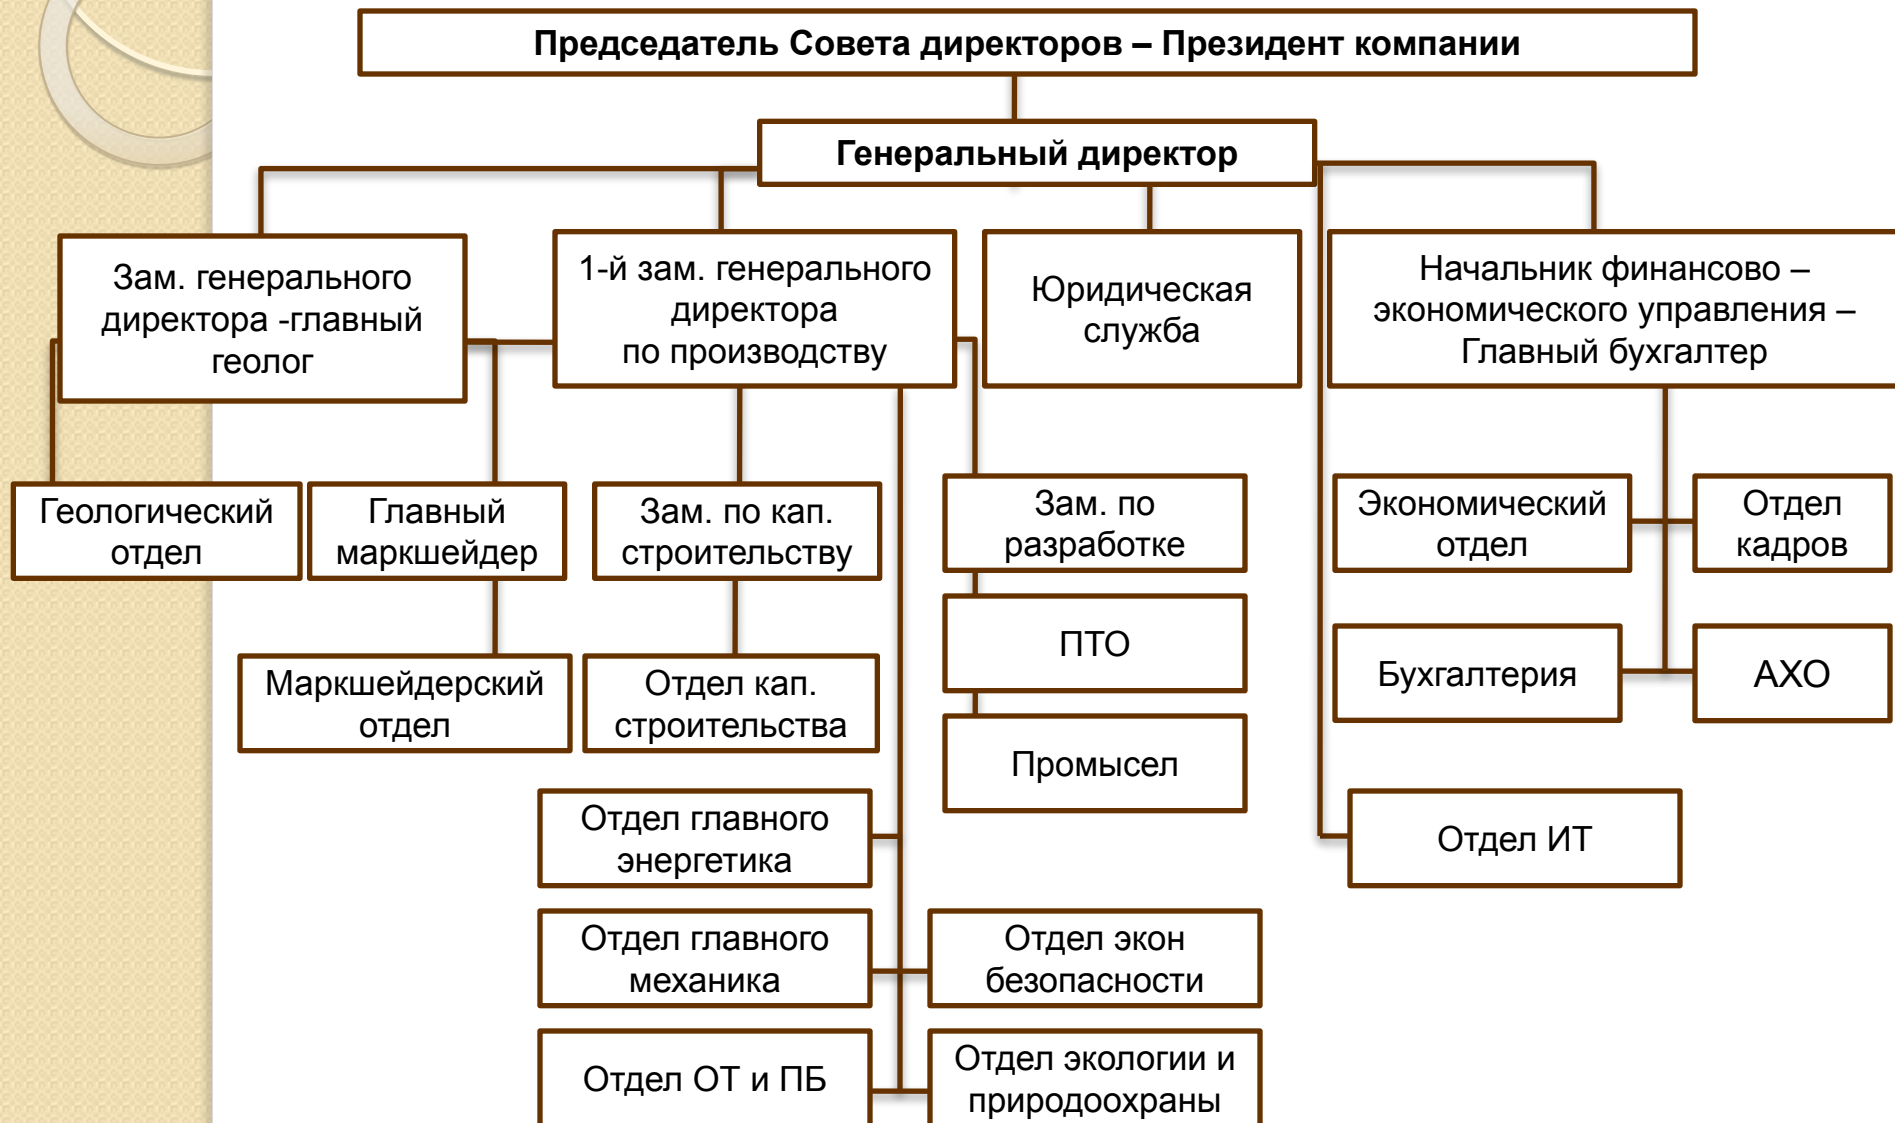 Председатель Совета директоров – Президент компании
Генеральный директор
Зам. генерального
директора -главный
геолог
1-й зам. генерального
директора
по производству
Юридическая
служба
Начальник финансово –
экономического управления –
Главный бухгалтер
Геологический
отдел
Главный
маркшейдер
Зам. по кап.
строительству
Зам. по
разработке
Экономический
отдел
Отдел
кадров
Маркшейдерский
отдел
Отдел кап.
строительства
ПТО
Бухгалтерия
АХО
Промысел
Отдел главного
энергетика
Отдел ИТ
Отдел главного
механика
Отдел экон
безопасности
Отдел ОТ и ПБ
Отдел экологии и
природоохраны